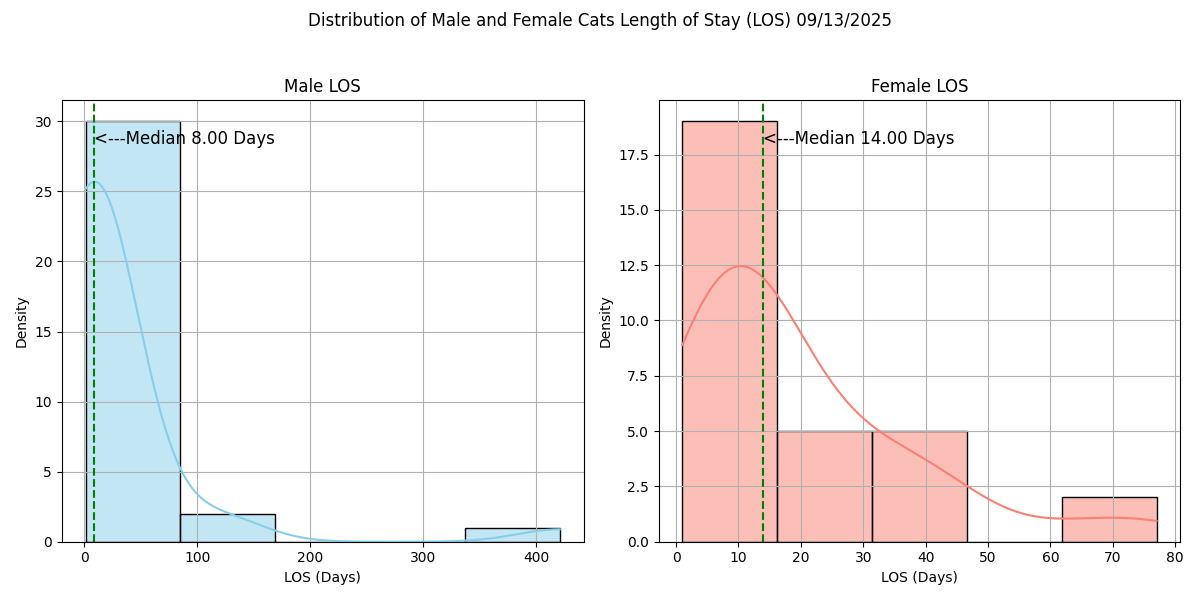 Distribution of Male and Female Cats Length of Stay (LOS) 09/13/2025
Male LOS
<---Median 8.00 Days
Density
30
25
20
15
10
5
0
0 100 200 300 400
LOS (Days)
Female LOS
<---Median 14.00 Days
Density
17.5
15.0
12.5
10.0
7.5
5.0
2.5
0.0
0 10 20 30 40 50 60 70 80
LOS (Days)